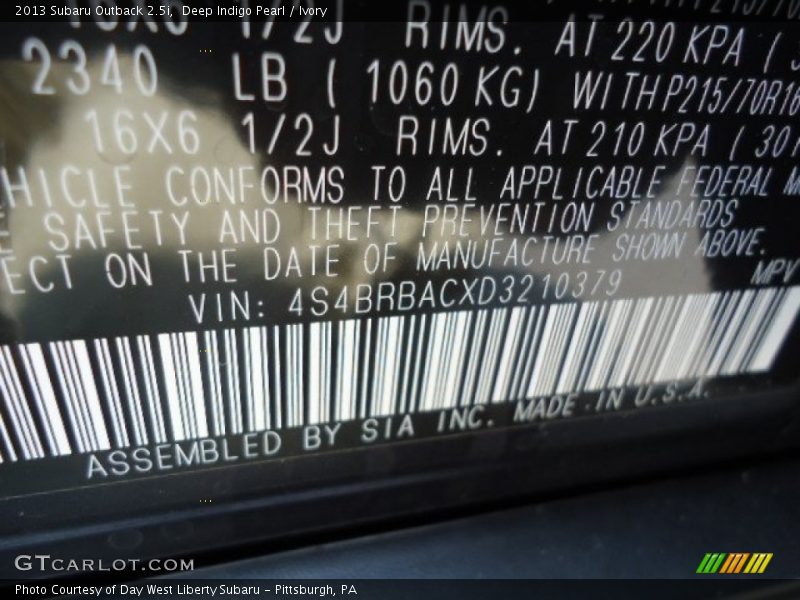 2013 Subaru Outback 2.5i, Deep Indigo Pearl / Ivory
1/2J RIMS. AT 220 KPA (
2340 LB ( 1060 KG) WITH P215/70R16
16X6 1/2J RIMS. AT 210 KPA ( 30
HICLE CONFORMS TO ALL APPLICABLE FEDERAL M
E SAFETY AND THEFT PREVENTION STANDARDS
ECT ON THE DATE OF MANUFACTURE SHOWN ABOVE.
VIN: 4S4BRBACXD3210379 MPV
ASSEMBLED BY SIA INC. MADE IN U.S.A.
GTCARLOT.COM
Photo Courtesy of Day West Liberty Subaru - Pittsburgh, PA